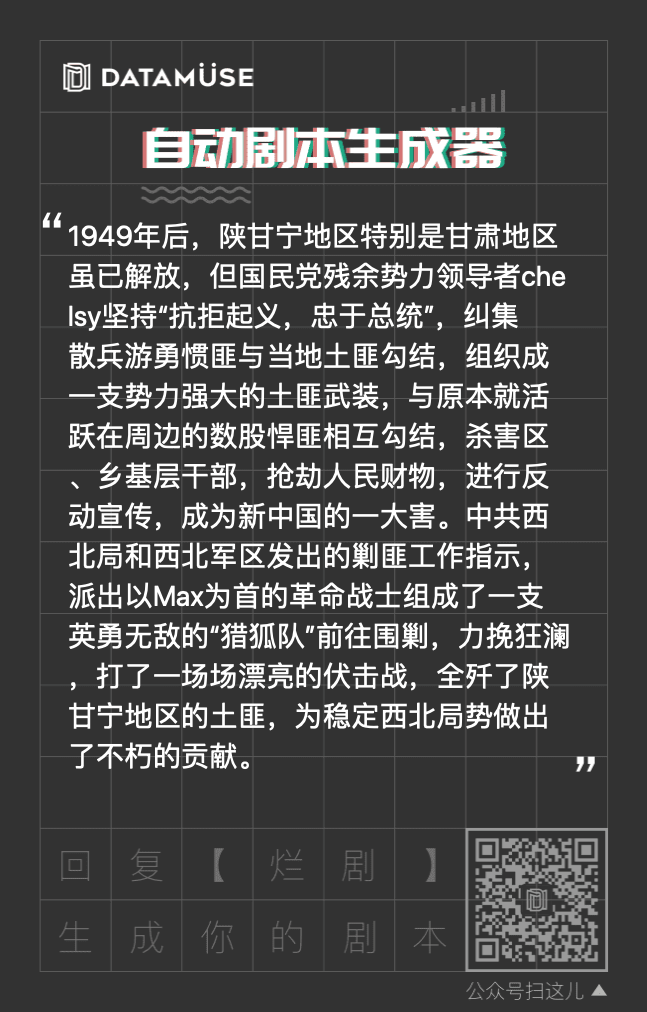 DATAMÜSE
自动剧本生成器
“1949年后，陕甘宁地区特别是甘肃地区
虽已解放，但国民党残余势力领导者che
lsy坚持“抗拒起义，忠于总统”，纠集
散兵游勇惯匪与当地土匪勾结，组织成
一支势力强大的土匪武装，与原本就活
跃在周边的数股悍匪相互勾结，杀害区
、乡基层干部，抢劫人民财物，进行反
动宣传，成为新中国的一大害。中共西
北局和西北军区发出的剿匪工作指示，
派出以Max为首的革命战士组成了一支
英勇无敌的“猎狐队”前往围剿，力挽狂澜
，打了一场场漂亮的伏击战，全歼了陕
甘宁地区的土匪，为稳定西北局势做出
了不朽的贡献。”
回复【烂剧】
生成你的剧本
公众号扫这儿▲